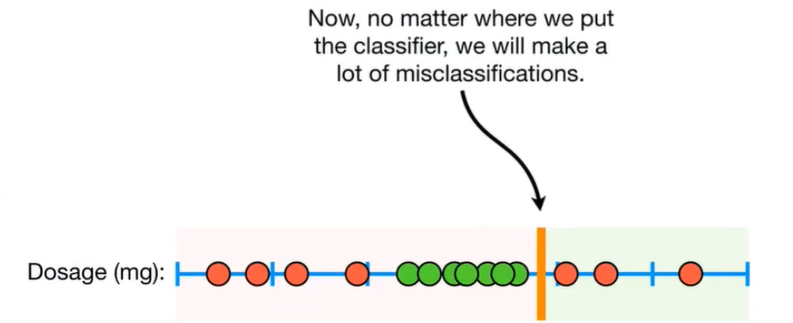 Now, no matter where we put
the classifier, we will make a
lot of misclassifications.
Dosage (mg):